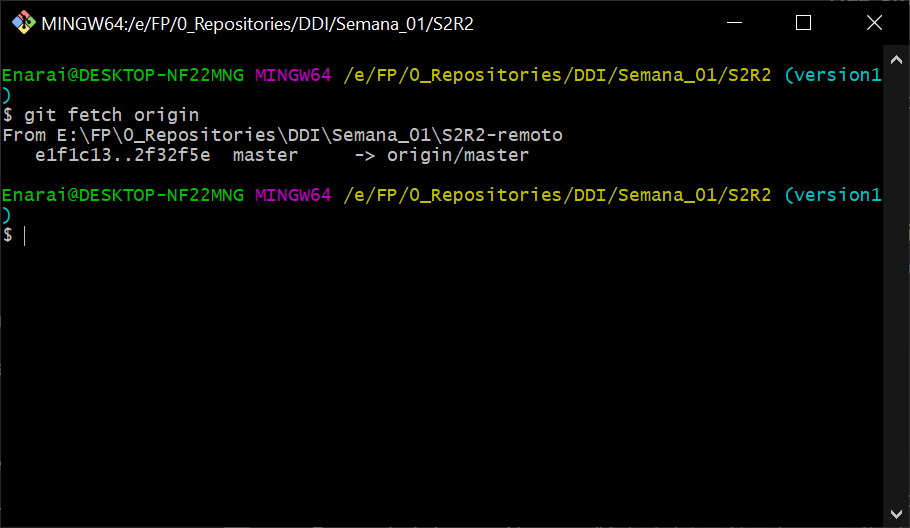 MINGW64:/e/FP/0_Repositories/DDI/Semana_01/S2R2
Enarai@DESKTOP-NF22MNG MINGW64 /e/FP/0_Repositories/DDI/Semana_01/S2R2 (version1
)
$ git fetch origin
From E:\FP\0_Repositories\DDI\Semana_01\S2R2-remoto
   e1f1c13..2f32f5e  master     -> origin/master
Enarai@DESKTOP-NF22MNG MINGW64 /e/FP/0_Repositories/DDI/Semana_01/S2R2 (version1
)
$